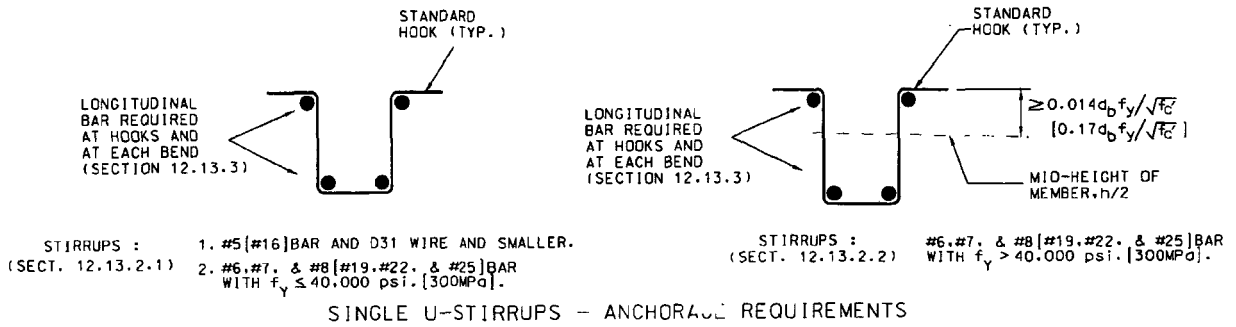 STANDARD
HOOK (TYP.)
LONGITUDINAL
BAR REQUIRED
AT HOOKS AND
AT EACH BEND
(SECTION 12.13.3)
STIRRUPS :
(SECT. 12.13.2.1)
1. #5[#16]BAR AND D31 WIRE AND SMALLER.
2. #6,#7, & #8[#19,#22, & #25]BAR
WITH fy ≤ 40,000 psi.[300MPa].
STANDARD
HOOK (TYP.)
LONGITUDINAL
BAR REQUIRED
AT HOOKS AND
AT EACH BEND
(SECTION 12.13.3)
≥0.014dbfy/√fc′
[0.17dbfy/√fc′]
MID-HEIGHT OF
MEMBER,h/2
STIRRUPS :
(SECT. 12.13.2.2)
#6,#7, & #8[#19,#22, & #25]BAR
WITH fy > 40,000 psi.[300MPa].
SINGLE U-STIRRUPS - REQUIREMENTS